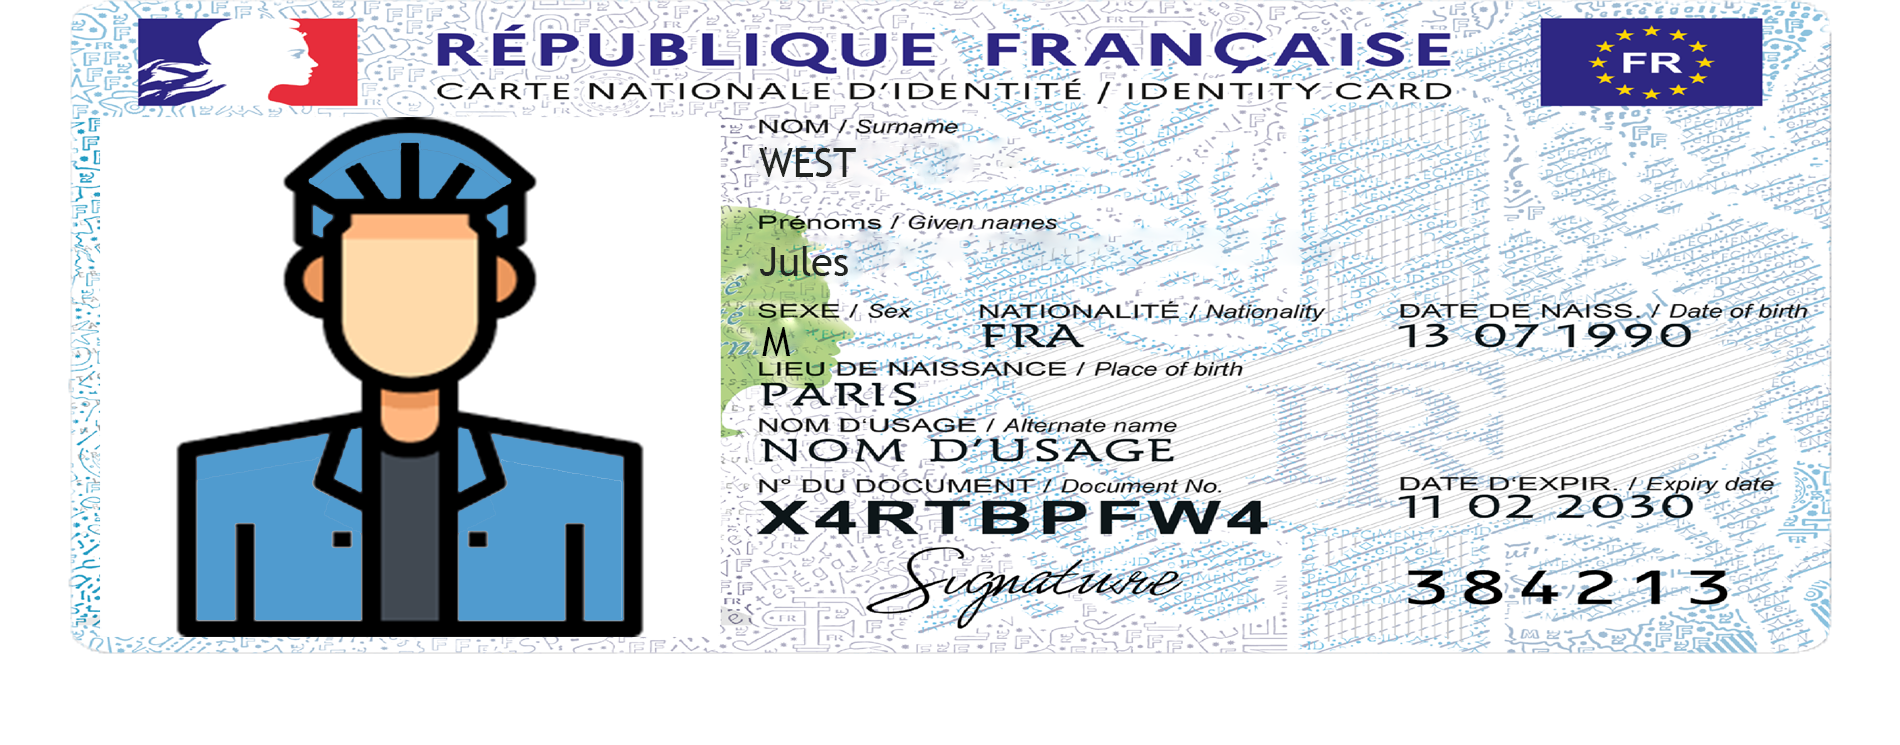 RÉPUBLIQUE FRANÇAISE
FR
CARTE NATIONALE D'IDENTITÉ / IDENTITY CARD
NOM / Surname
WEST
Prénoms / Given names
Jules
SEXE / Sex NATIONALITÉ / Nationality DATE DE NAISS. / Date of birth
M FRA 13 07 1990
LIEU DE NAISSANCE / Place of birth
PARIS
NOM D'USAGE / Alternate name
NOM D'USAGE
N° DU DOCUMENT / Document No. DATE D'EXPIR. / Expiry date
X4RTBPFW4 11 02 2030
Signature
384213